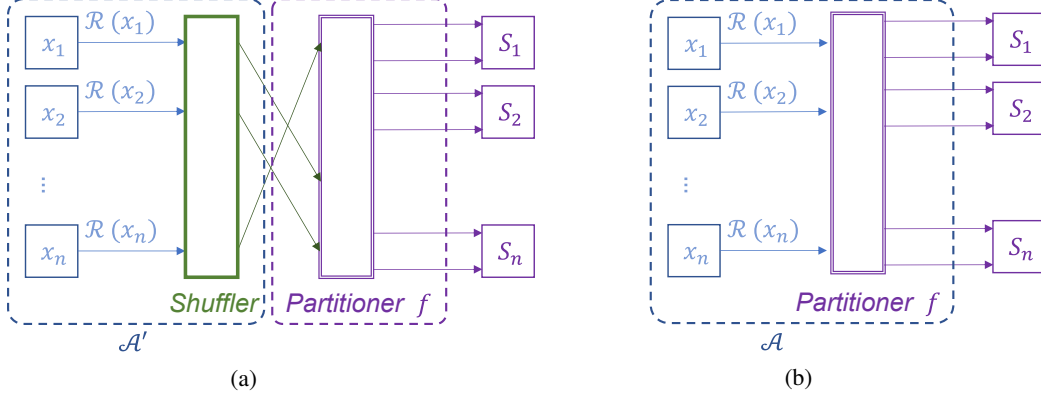 x₁
ℛ (x₁)
x₂
ℛ (x₂)
...
xₙ
ℛ (xₙ)
Shuffler
Partitioner f
S₁
S₂
Sₙ
𝒜′
(a)
x₁
ℛ (x₁)
x₂
ℛ (x₂)
...
xₙ
ℛ (xₙ)
Partitioner f
S₁
S₂
Sₙ
𝒜
(b)